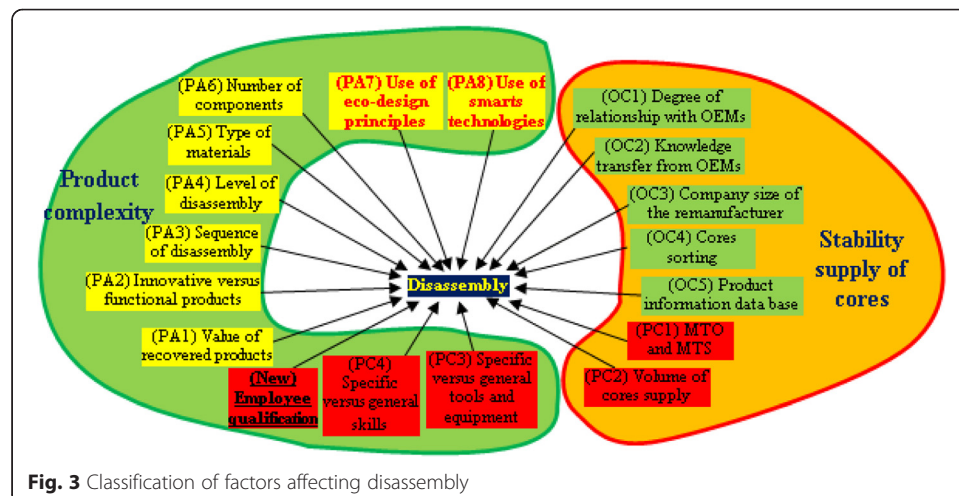 (PA6) Number of
components
(PA7) Use of
eco-design
principles
(PA8) Use of
smarts
technologies
(OC1) Degree of
relationship with OEMs
(PA5) Type of
materials
(OC2) Knowledge
transfer from OEMs
Product
complexity
(PA4) Level of
disassembly
(OC3) Company size of
the remanufacturer
(PA3) Sequence
of disassembly
(OC4) Cores
sorting
Stability
supply of
cores
(PA2) Innovative versus
functional products
Disassembly
(OC5) Product
information data base
(PA1) Value of
recovered products
(PC1) MTO
and MTS
(New)
Employee
qualification
(PC4)
Specific
versus general
skills
(PC3) Specific
versus general
tools and
equipment
(PC2) Volume of
cores supply
Fig. 3 Classification of factors affecting disassembly